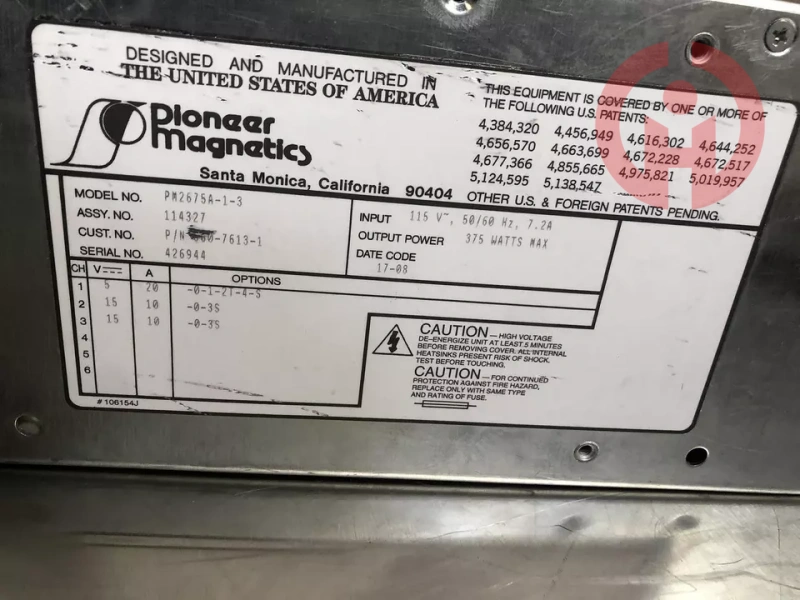 DESIGNED AND MANUFACTURED IN
THE UNITED STATES OF AMERICA
Pioneer
Magnetics
Santa Monica, California 90404
THIS EQUIPMENT IS COVERED BY ONE OR MORE OF
THE FOLLOWING U.S. PATENTS:
4,384,320 4,456,949 4,616,302 4,644,252
4,656,570 4,663,699 4,672,228 4,672,517
4,677,366 4,855,665 4,975,821 5,019,957
5,124,595 5,138,547
OTHER U.S. & FOREIGN PATENTS PENDING.
MODEL NO. PM2675A-1-3
ASSY. NO. 114327
CUST. NO. P/N 0-7613-1
SERIAL NO. 426944
INPUT 115 V~, 50/60 Hz, 7.2A
OUTPUT POWER 375 WATTS MAX
DATE CODE
17-08
CH V A OPTIONS
1 5 20 -0-1-2T-4-S
2 15 10 -0-3S
3 15 10 -0-3S
4
5
6
CAUTION – HIGH VOLTAGE
DE-ENERGIZE UNIT AT LEAST 5 MINUTES
BEFORE REMOVING COVER. ALL INTERNAL
HEATSINKS PRESENT RISK OF SHOCK.
TEST BEFORE TOUCHING.
CAUTION – FOR CONTINUED
PROTECTION AGAINST FIRE HAZARD,
REPLACE ONLY WITH SAME TYPE
AND RATING OF FUSE.
# 106154J